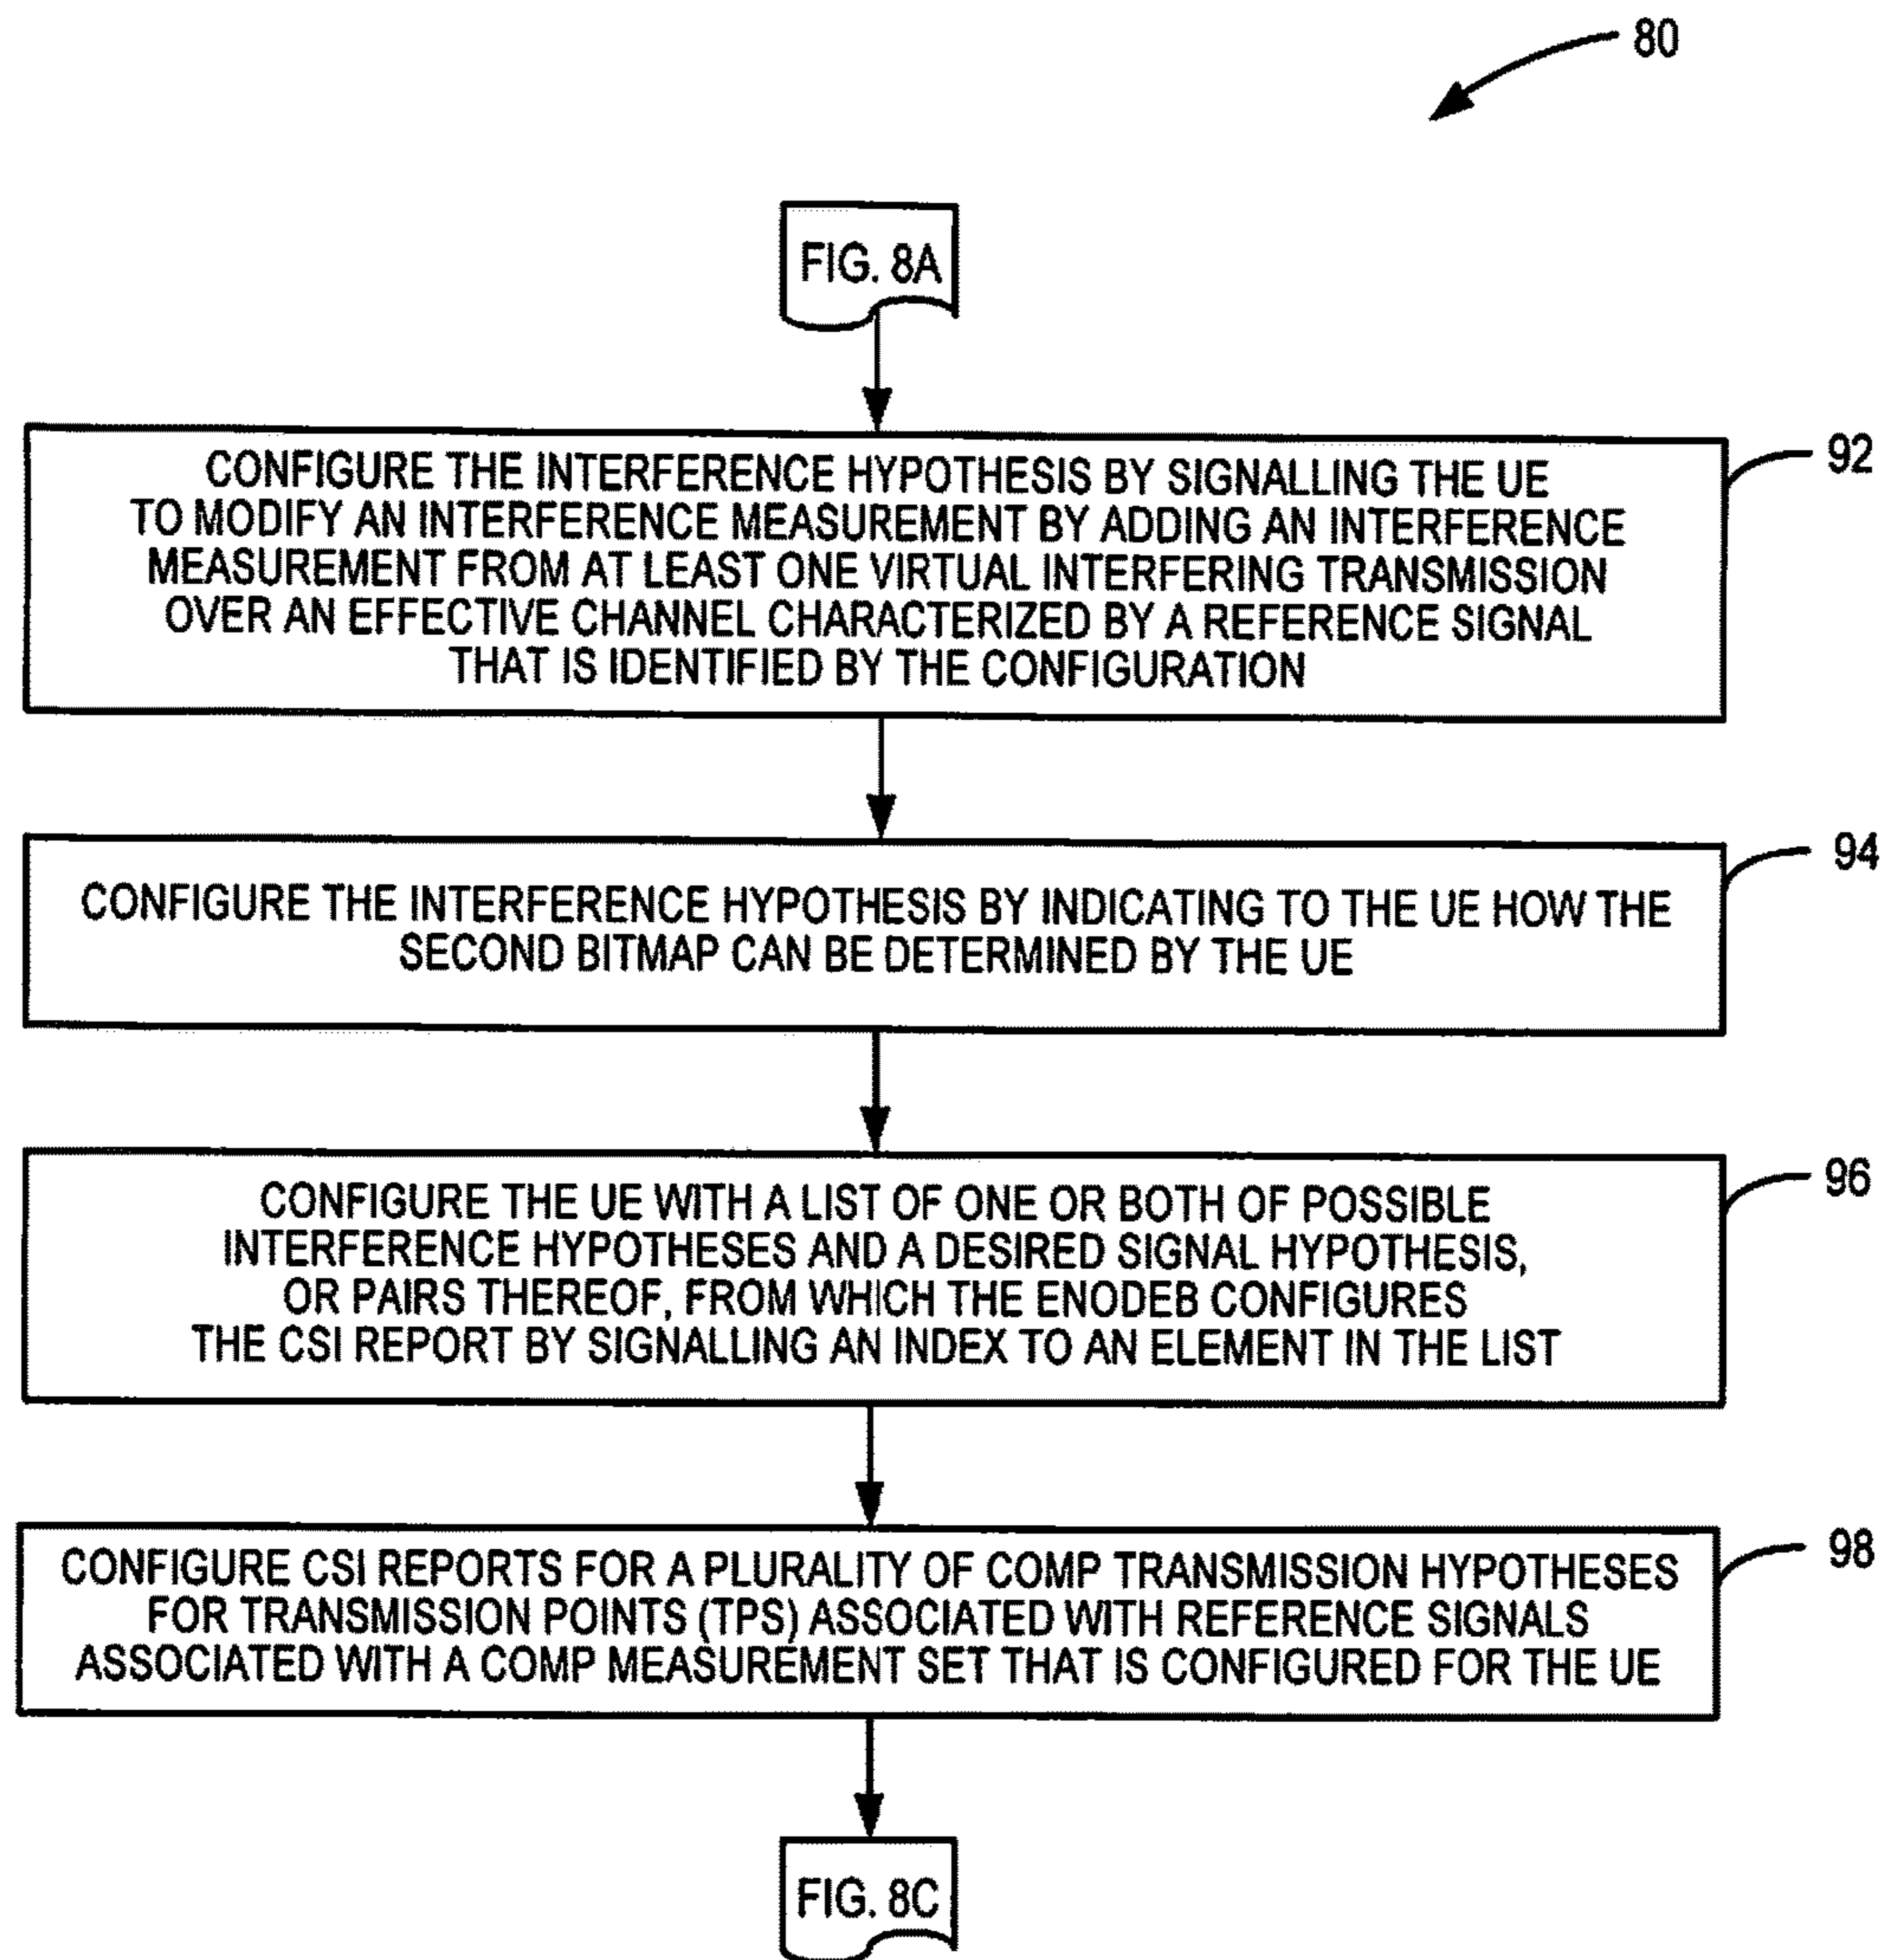 80
FIG. 8A
CONFIGURE THE INTERFERENCE HYPOTHESIS BY SIGNALLING THE UE
TO MODIFY AN INTERFERENCE MEASUREMENT BY ADDING AN INTERFERENCE
MEASUREMENT FROM AT LEAST ONE VIRTUAL INTERFERING TRANSMISSION
OVER AN EFFECTIVE CHANNEL CHARACTERIZED BY A REFERENCE SIGNAL
THAT IS IDENTIFIED BY THE CONFIGURATION
92
CONFIGURE THE INTERFERENCE HYPOTHESIS BY INDICATING TO THE UE HOW THE
SECOND BITMAP CAN BE DETERMINED BY THE UE
94
CONFIGURE THE UE WITH A LIST OF ONE OR BOTH OF POSSIBLE
INTERFERENCE HYPOTHESES AND A DESIRED SIGNAL HYPOTHESIS,
OR PAIRS THEREOF, FROM WHICH THE ENODEB CONFIGURES
THE CSI REPORT BY SIGNALLING AN INDEX TO AN ELEMENT IN THE LIST
96
CONFIGURE CSI REPORTS FOR A PLURALITY OF COMP TRANSMISSION HYPOTHESES
FOR TRANSMISSION POINTS (TPS) ASSOCIATED WITH REFERENCE SIGNALS
ASSOCIATED WITH A COMP MEASUREMENT SET THAT IS CONFIGURED FOR THE UE
98
FIG. 8C